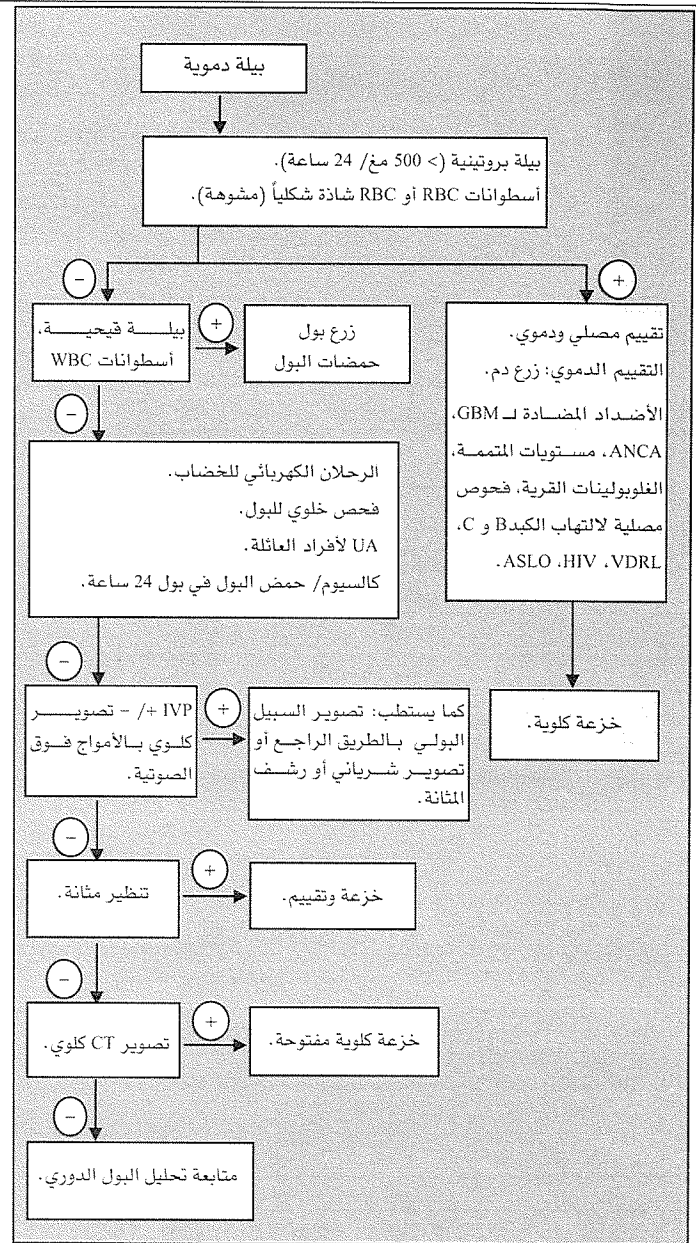 بيلة دموية
بيلة بروتينية (> 500 مغ/ 24 ساعة).
أسطوانات RBC أو RBC شاذة شكلياً (مشوهة).
+
تقييم مصلي ودموي.
التقييم الدموي: زرع دم.
الأضداد المضادة لـ GBM،
ANCA، مستويات المتممة،
الغلوبولينات القرية، فحوص
مصلية لالتهاب الكبد B و C،
ASLO ،HIV ،VDRL.
خزعة كلوية.
−
بيلة قيحية،
أسطوانات WBC
+
زرع بول
حمضات البول
−
الرحلان الكهربائي للخضاب.
فحص خلوي للبول.
UA لأفراد العائلة.
كالسيوم/ حمض البول في بول 24 ساعة.
−
IVP +/ − تصوير
كلوي بالأمواج فوق
الصوتية.
+
كما يستطب: تصوير السبيل
البولي بالطريق الراجع أو
تصوير شرياني أو رشف
المثانة.
−
تنظير مثانة.
+
خزعة وتقييم.
−
تصوير CT كلوي.
+
خزعة كلوية مفتوحة.
−
متابعة تحليل البول الدوري.